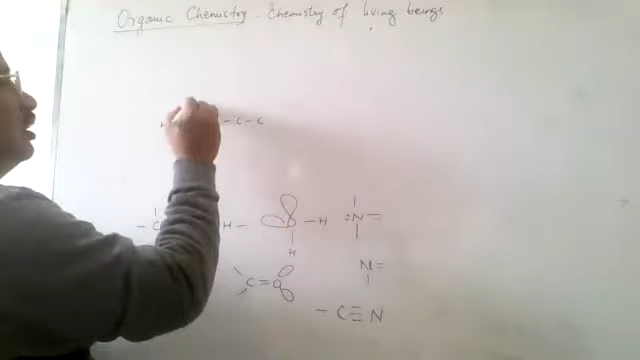 Organic Chemistry - Chemistry of living beings
- C - C
- C H - O - H :N =
H
C = O N =
- C ≡ N